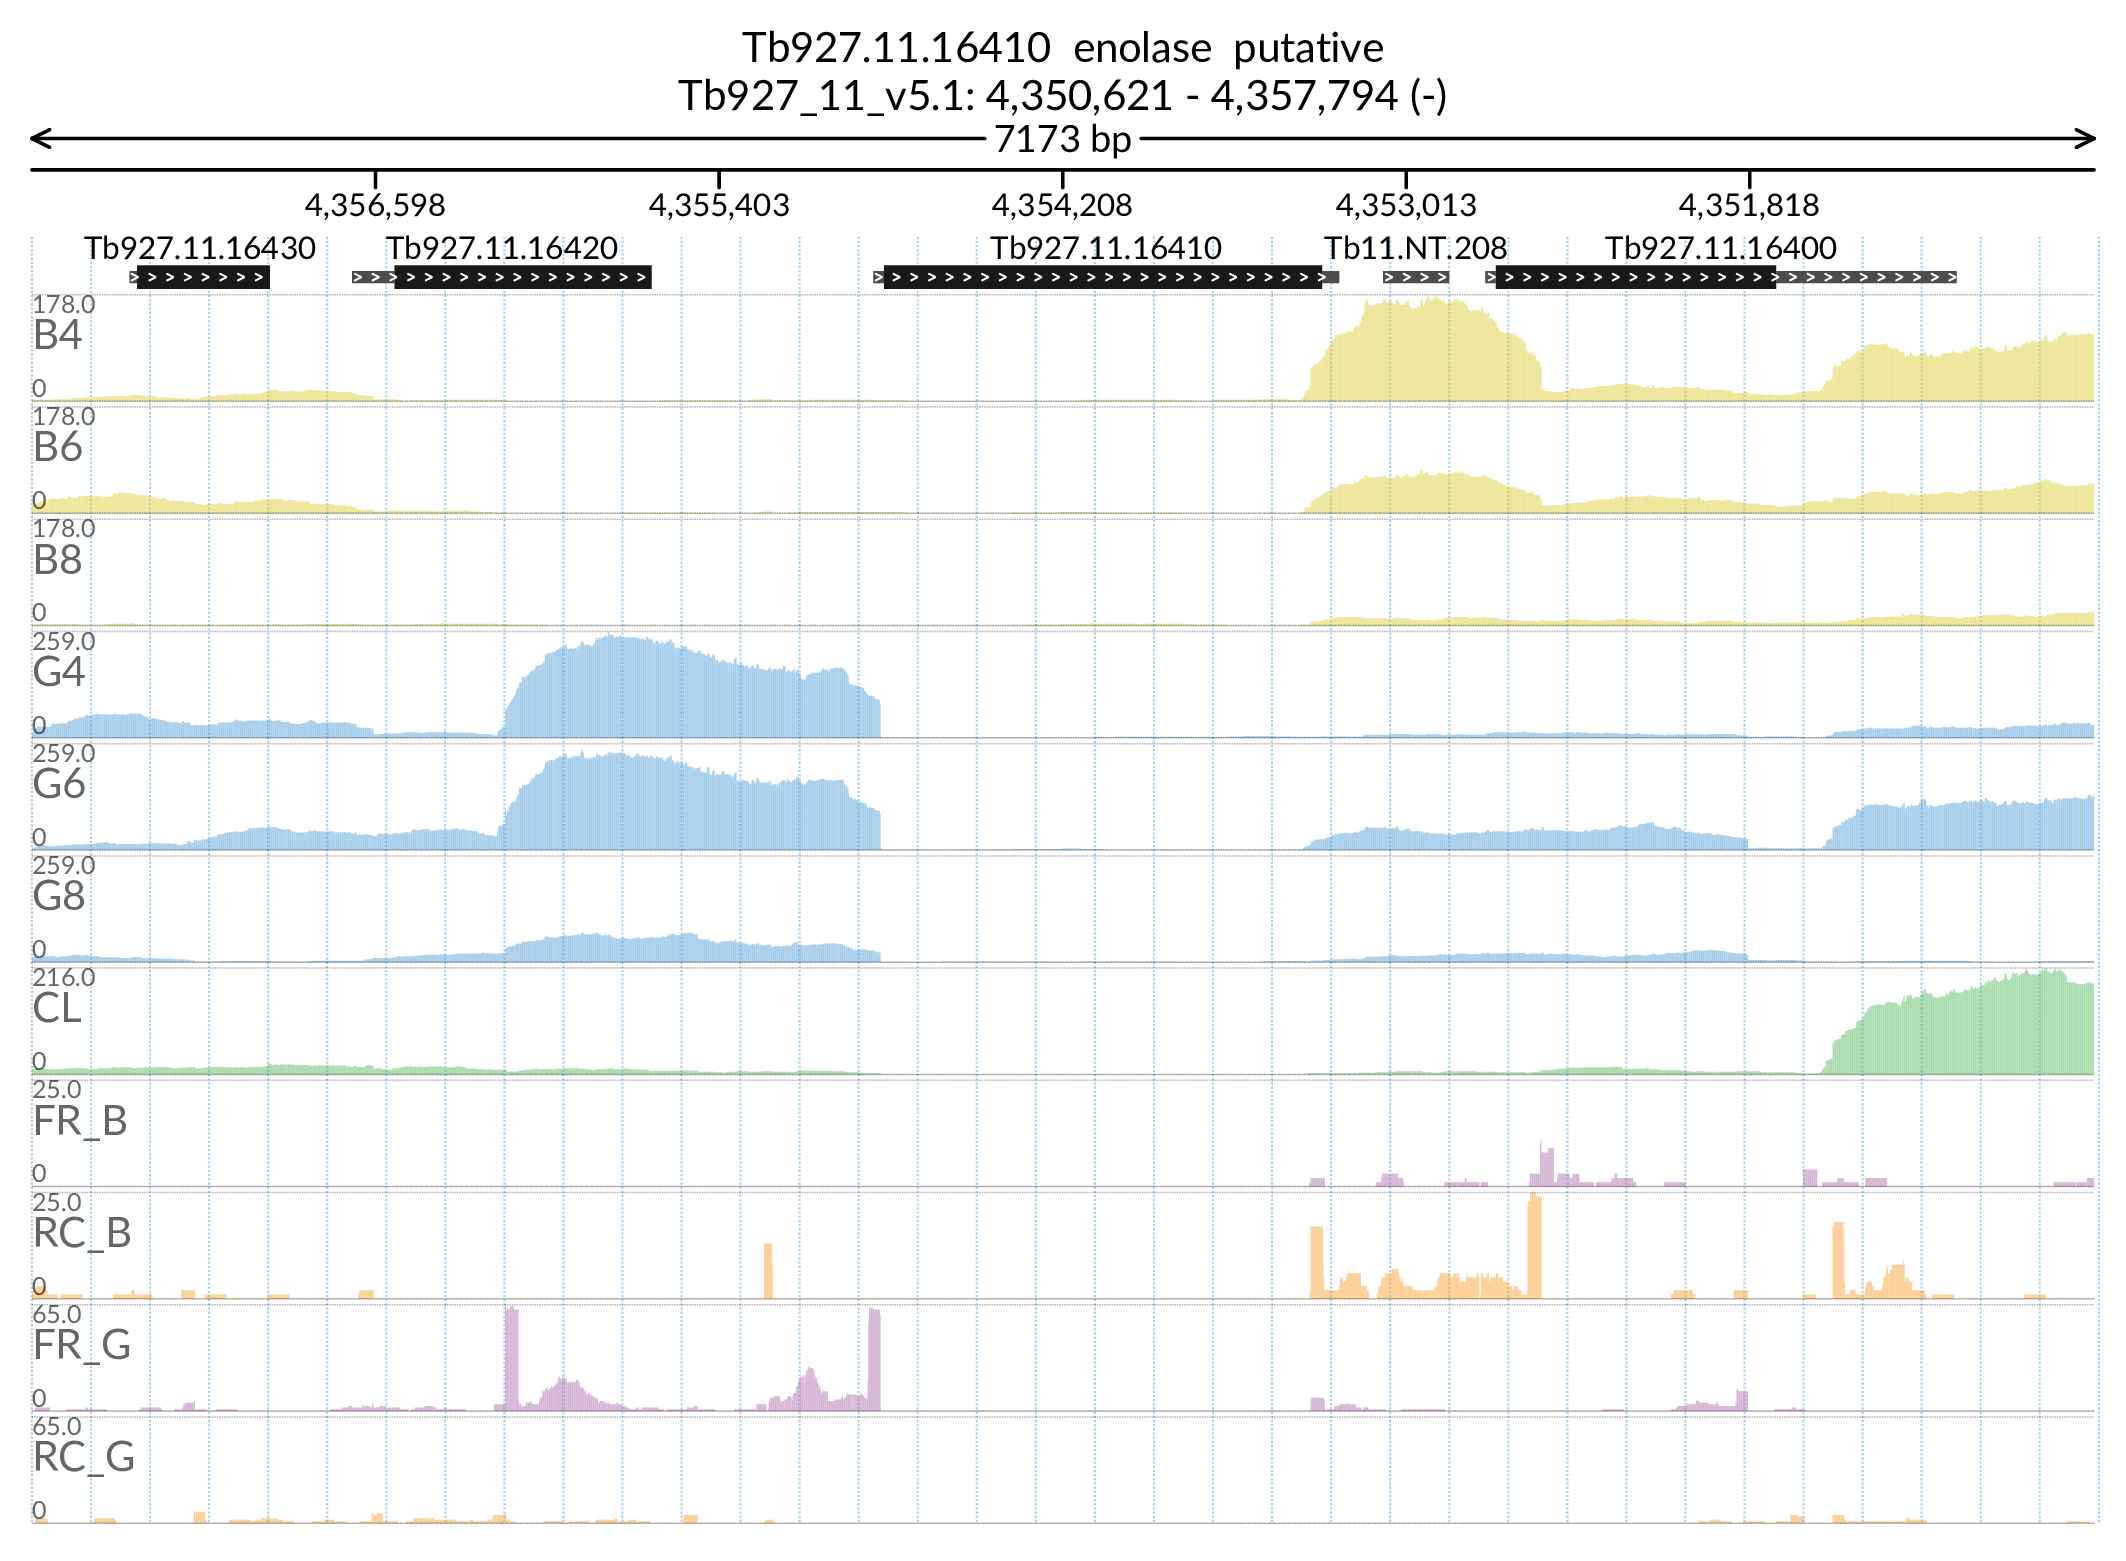 Tb927.11.16410 enolase putative
Tb927_11_v5.1: 4,350,621 - 4,357,794 (-)
7173 bp
4,356,598 4,355,403 4,354,208 4,353,013 4,351,818
Tb927.11.16430 Tb927.11.16420 Tb927.11.16410 Tb11.NT.208 Tb927.11.16400
178.0
B4
0
178.0
B6
0
178.0
B8
0
259.0
G4
0
259.0
G6
0
259.0
G8
0
216.0
CL
0
25.0
FR_B
0
25.0
RC_B
0
65.0
FR_G
0
65.0
RC_G
0